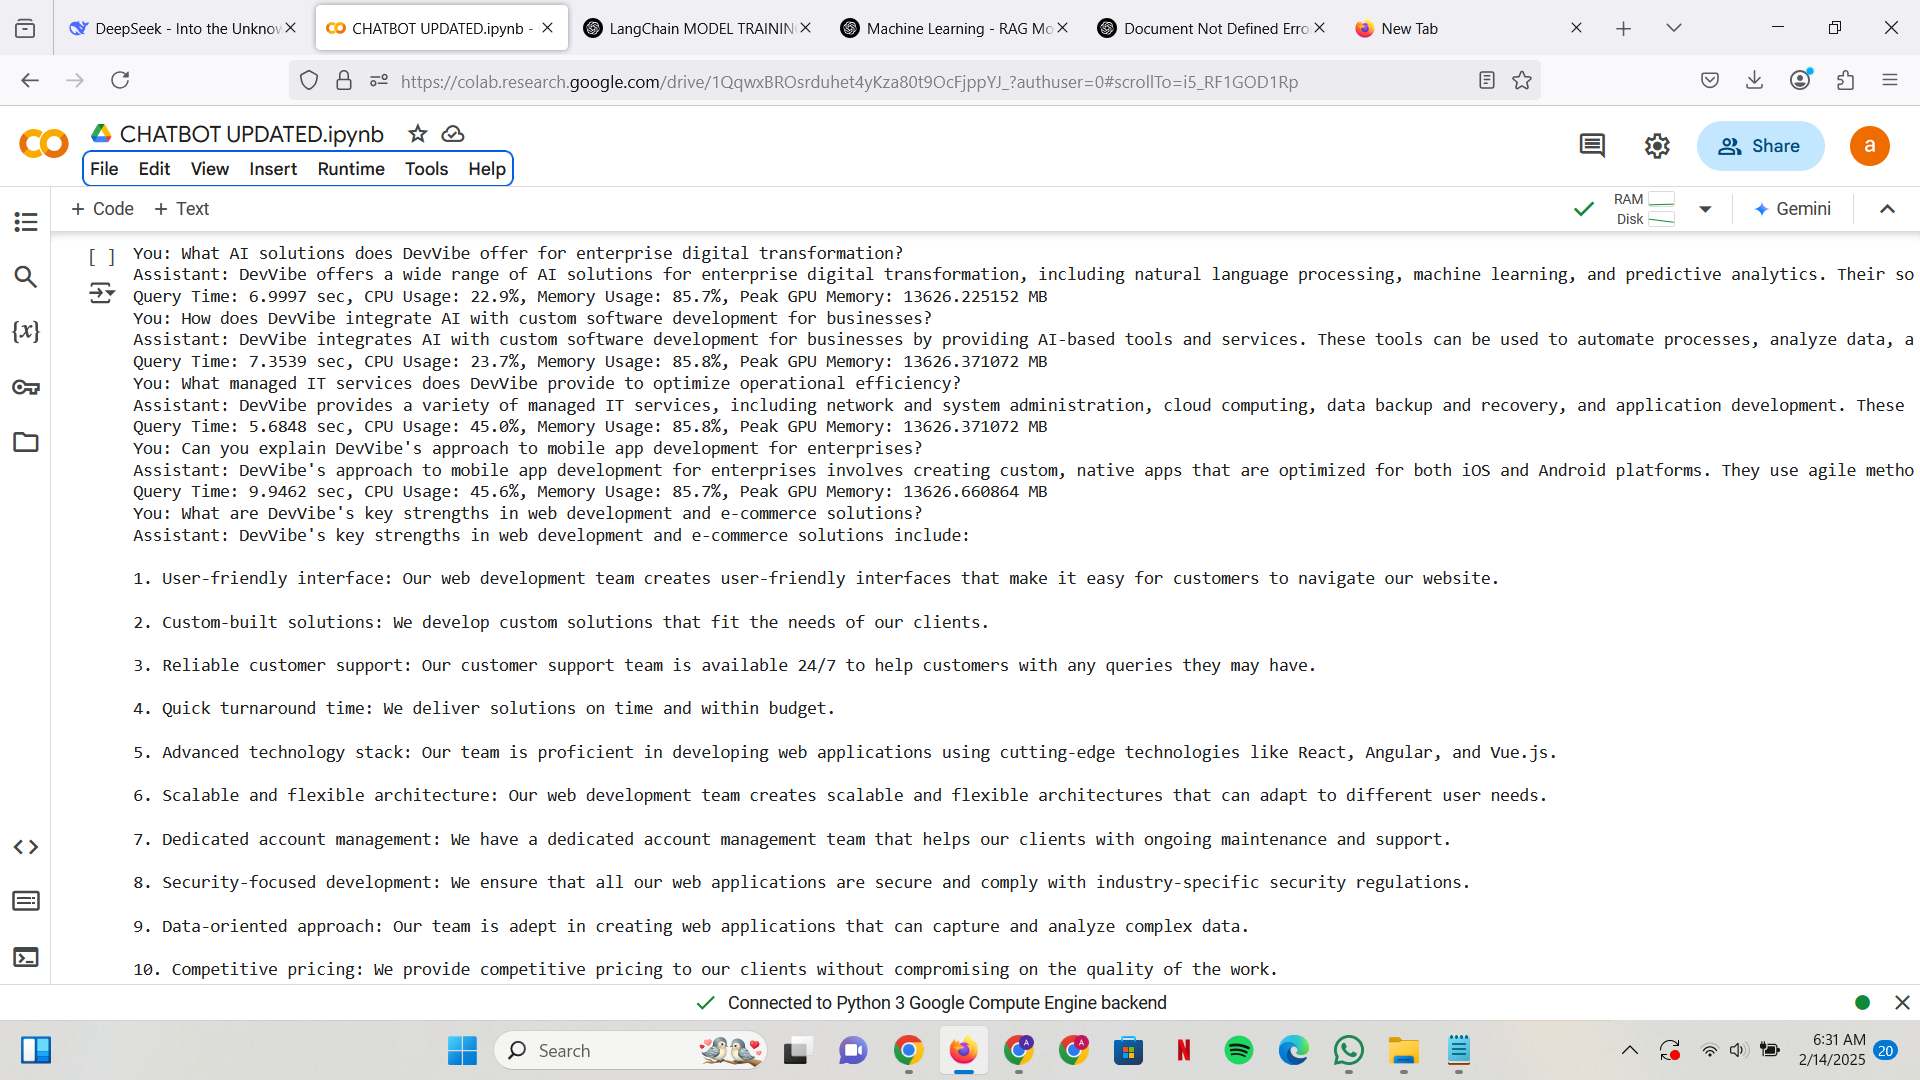 DeepSeek - Into the Unknow
CHATBOT UPDATED.ipynb -
LangChain MODEL TRAININ
Machine Learning - RAG Mo
Document Not Defined Erro
New Tab
https://colab.research.google.com/drive/1QqwxBROsrduhet4yKza80t9OcFjppYJ_?authuser=0#scrollTo=i5_RF1GOD1Rp
CHATBOT UPDATED.ipynb
File Edit View Insert Runtime Tools Help
Share
a
+ Code + Text
RAM
Disk
Gemini
[ ]
You: What AI solutions does DevVibe offer for enterprise digital transformation?
Assistant: DevVibe offers a wide range of AI solutions for enterprise digital transformation, including natural language processing, machine learning, and predictive analytics. Their so
Query Time: 6.9997 sec, CPU Usage: 22.9%, Memory Usage: 85.7%, Peak GPU Memory: 13626.225152 MB
You: How does DevVibe integrate AI with custom software development for businesses?
Assistant: DevVibe integrates AI with custom software development for businesses by providing AI-based tools and services. These tools can be used to automate processes, analyze data, a
Query Time: 7.3539 sec, CPU Usage: 23.7%, Memory Usage: 85.8%, Peak GPU Memory: 13626.371072 MB
You: What managed IT services does DevVibe provide to optimize operational efficiency?
Assistant: DevVibe provides a variety of managed IT services, including network and system administration, cloud computing, data backup and recovery, and application development. These
Query Time: 5.6848 sec, CPU Usage: 45.0%, Memory Usage: 85.8%, Peak GPU Memory: 13626.371072 MB
You: Can you explain DevVibe's approach to mobile app development for enterprises?
Assistant: DevVibe's approach to mobile app development for enterprises involves creating custom, native apps that are optimized for both iOS and Android platforms. They use agile metho
Query Time: 9.9462 sec, CPU Usage: 45.6%, Memory Usage: 85.7%, Peak GPU Memory: 13626.660864 MB
You: What are DevVibe's key strengths in web development and e-commerce solutions?
Assistant: DevVibe's key strengths in web development and e-commerce solutions include:
1. User-friendly interface: Our web development team creates user-friendly interfaces that make it easy for customers to navigate our website.
2. Custom-built solutions: We develop custom solutions that fit the needs of our clients.
3. Reliable customer support: Our customer support team is available 24/7 to help customers with any queries they may have.
4. Quick turnaround time: We deliver solutions on time and within budget.
5. Advanced technology stack: Our team is proficient in developing web applications using cutting-edge technologies like React, Angular, and Vue.js.
6. Scalable and flexible architecture: Our web development team creates scalable and flexible architectures that can adapt to different user needs.
7. Dedicated account management: We have a dedicated account management team that helps our clients with ongoing maintenance and support.
8. Security-focused development: We ensure that all our web applications are secure and comply with industry-specific security regulations.
9. Data-oriented approach: Our team is adept in creating web applications that can capture and analyze complex data.
10. Competitive pricing: We provide competitive pricing to our clients without compromising on the quality of the work.
Connected to Python 3 Google Compute Engine backend
Search
6:31 AM
2/14/2025
20